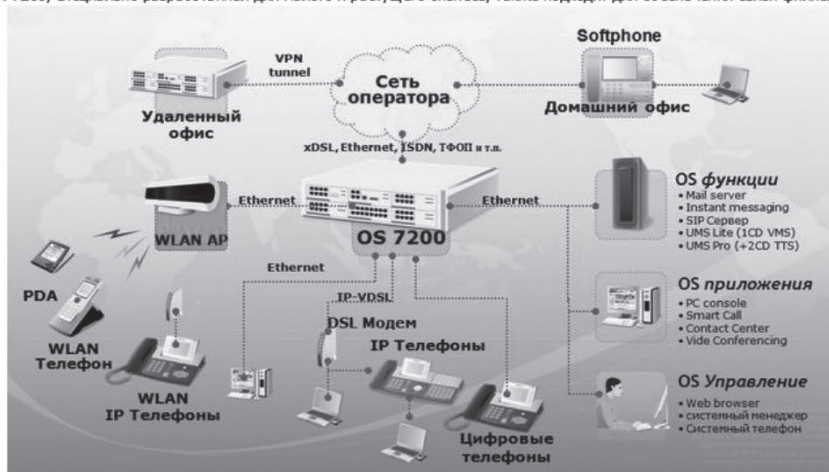 VPN
tunnel
Сеть
оператора
Softphone
Удаленный
офис
Домашний офис
xDSL, Ethernet, ISDN, ТФОП и т.п.
Ethernet
Ethernet
WLAN AP
OS 7200
OS функции
• Mail server
• Instant messaging
• SIP Сервер
• UMS Lite (1CD VMS)
• UMS Pro (+2CD TTS)
Ethernet
IP-VDSL
PDA
DSL Модем
IP Телефоны
WLAN
Телефон
WLAN
IP Телефоны
Цифровые
телефоны
OS приложения
• PC console
• Smart Call
• Contact Center
• Vide Conferencing
OS Управление
• Web browser
• системный менеджер
• Системный телефон